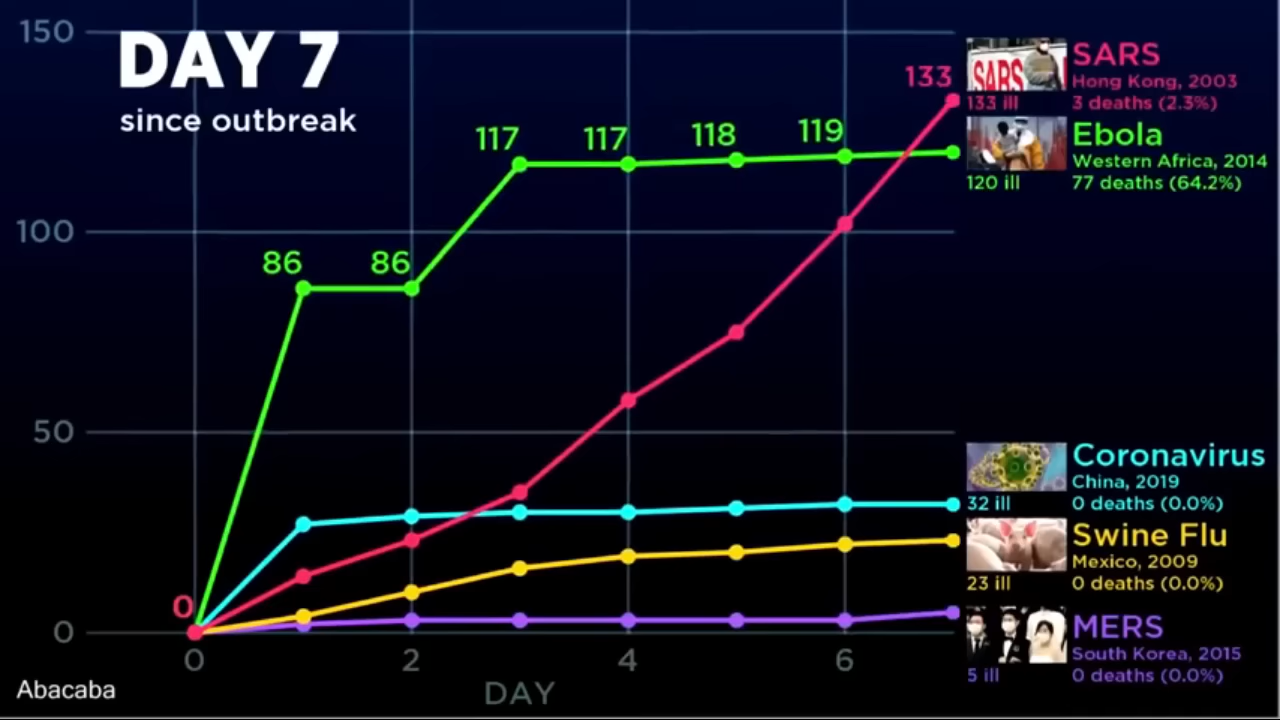 150
DAY 7
since outbreak
133
SARS
SARS
Hong Kong, 2003
133 ill
3 deaths (2.3%)
117
117
118
119
Ebola
Western Africa, 2014
120 ill
77 deaths (64.2%)
100
86
86
50
Coronavirus
China, 2019
32 ill
0 deaths (0.0%)
Swine Flu
Mexico, 2009
23 ill
0 deaths (0.0%)
0
0
MERS
South Korea, 2015
5 ill
0 deaths (0.0%)
0
2
4
6
DAY
Abacaba